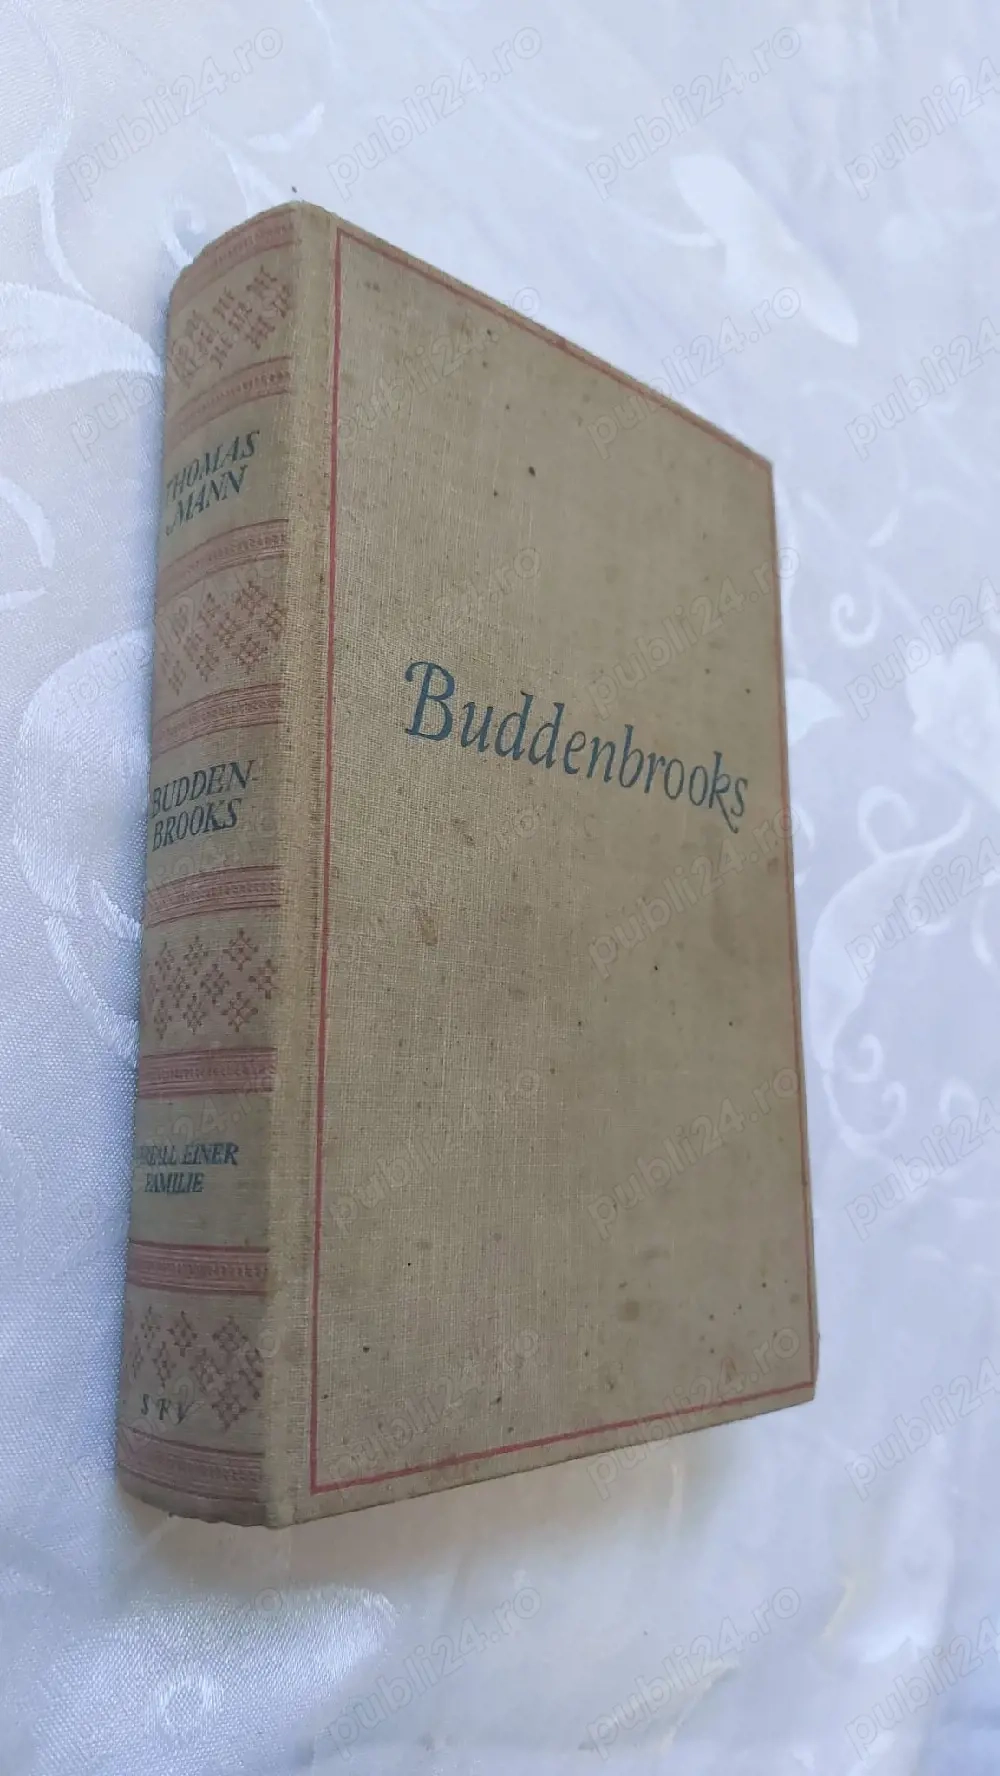 THOMAS
MANN
BUDDEN-
BROOKS
EINER
FAMILIE
S F V
Buddenbrooks
publi24.ro